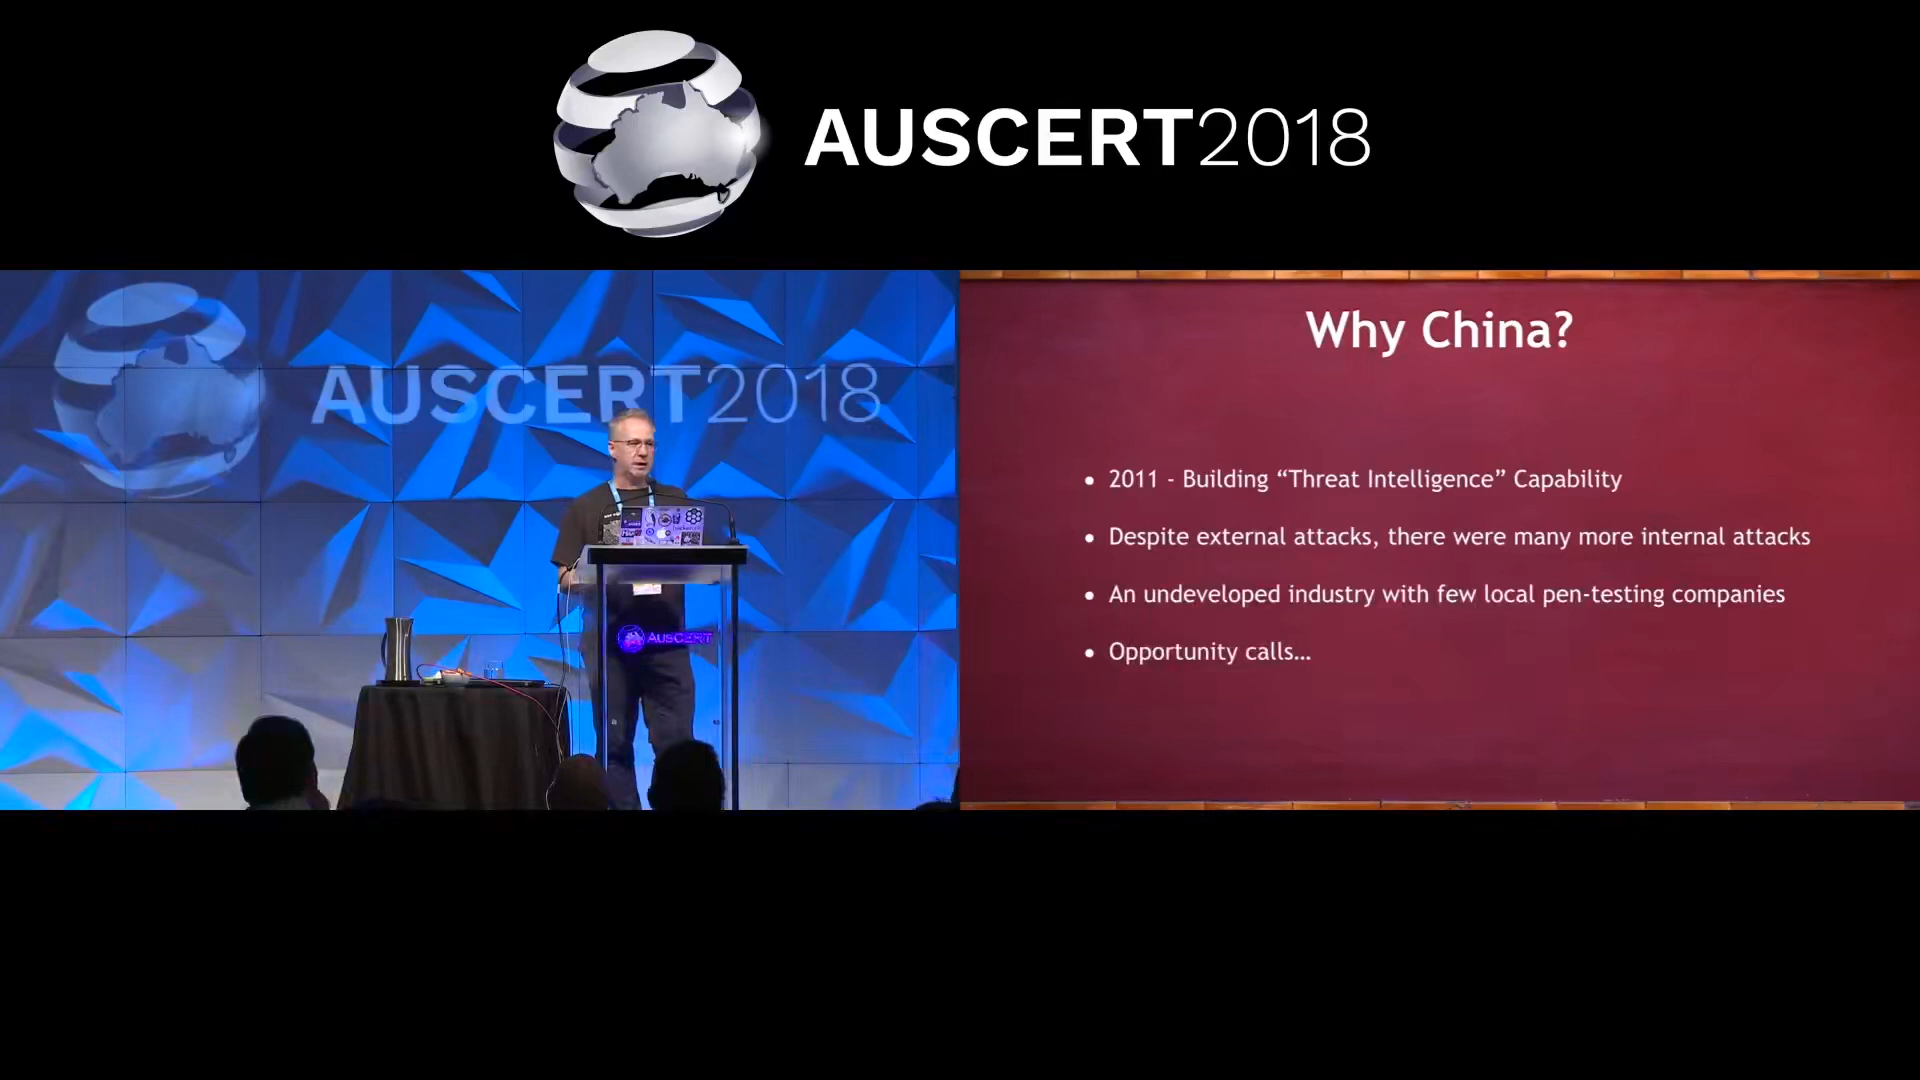 AUSCERT2018
AUSCERT2018
AUSCERT
Why China?
• 2011 - Building “Threat Intelligence” Capability
• Despite external attacks, there were many more internal attacks
• An undeveloped industry with few local pen-testing companies
• Opportunity calls…